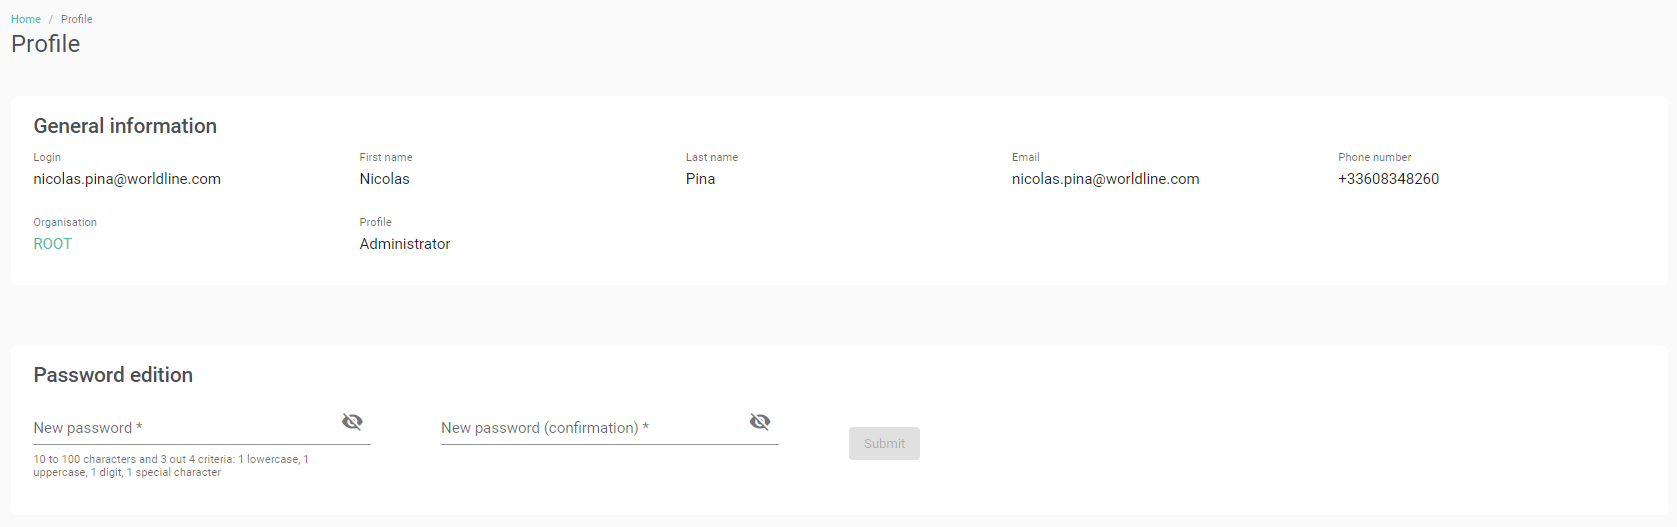 Home / Profile
Profile
General information
Login First name Last name Email Phone number
nicolas.pina@worldline.com Nicolas Pina nicolas.pina@worldline.com +33608348260
Organisation Profile
ROOT Administrator
Password edition
New password * New password (confirmation) * Submit
10 to 100 characters and 3 out 4 criteria: 1 lowercase, 1
uppercase, 1 digit, 1 special character